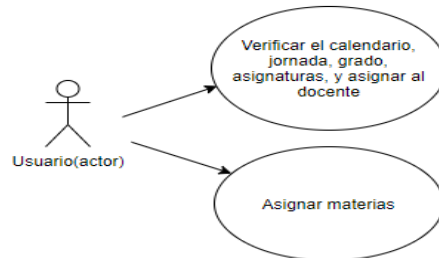 Verificar el calendario,
jornada, grado,
asignaturas, y asignar al
docente
Usuario(actor)
Asignar materias